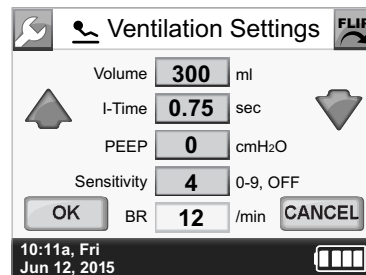 Ventilation Settings FLIP
Volume 300 ml
I-Time 0.75 sec
PEEP 0 cmH2O
Sensitivity 4 0-9, OFF
OK BR 12 /min CANCEL
10:11a, Fri
Jun 12, 2015